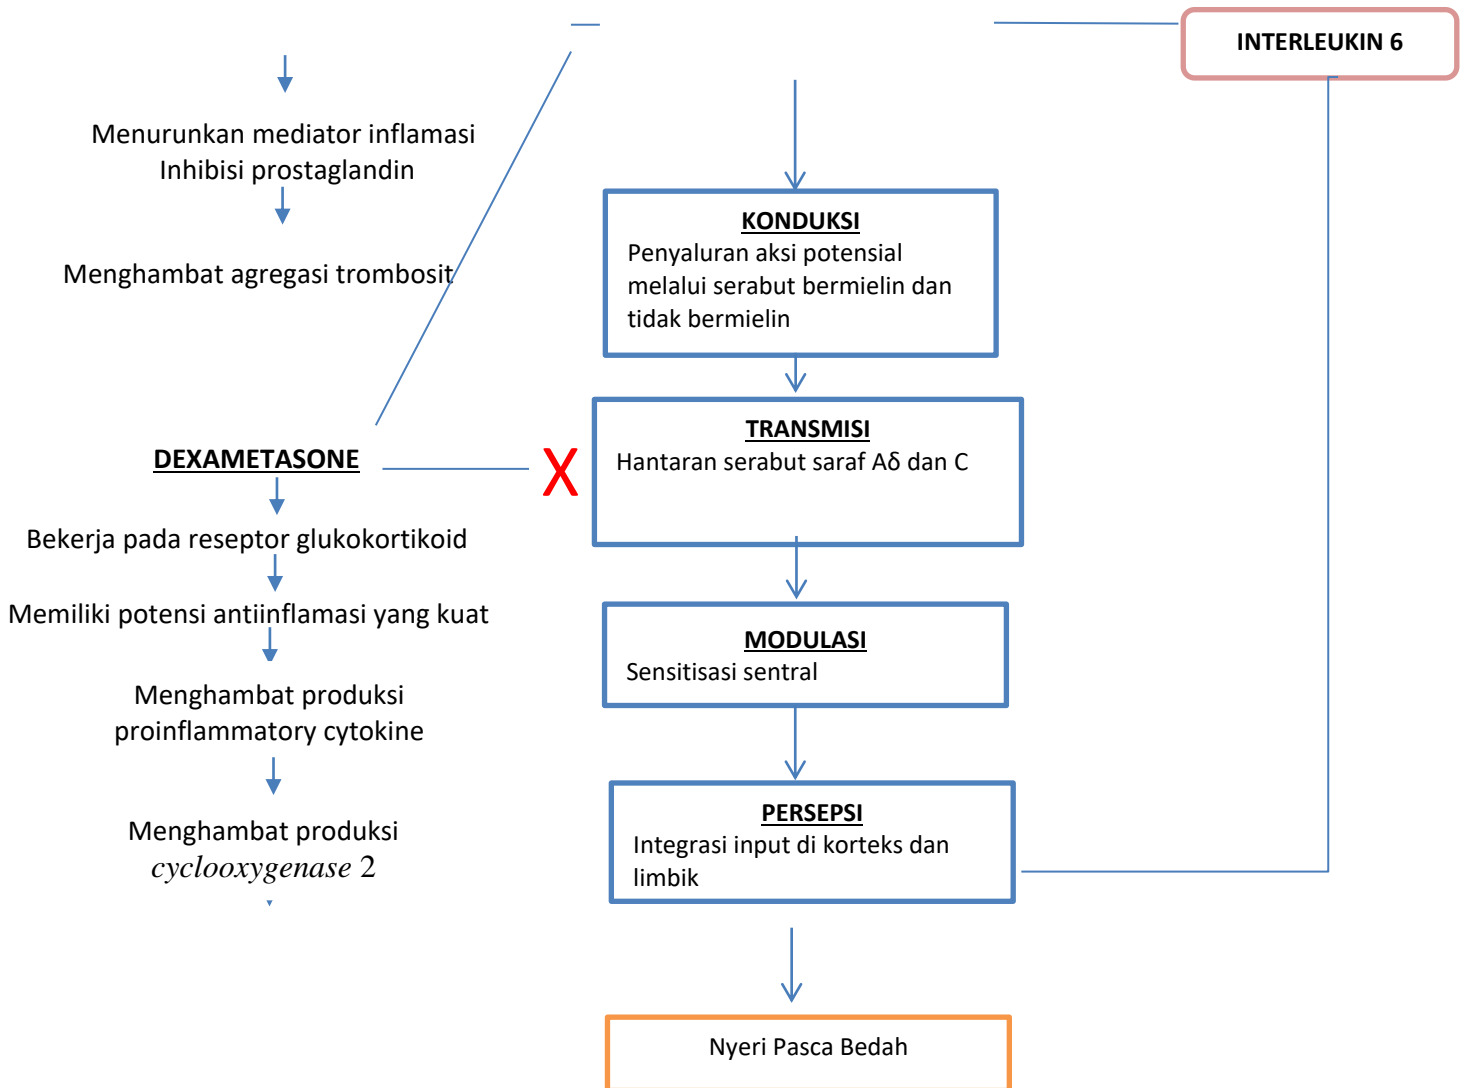 INTERLEUKIN 6
Menurunkan mediator inflamasi
Inhibisi prostaglandin
Menghambat agregasi trombosit
KONDUKSI
Penyaluran aksi potensial
melalui serabut bermielin dan
tidak bermielin
TRANSMISI
Hantaran serabut saraf Aδ dan C
DEXAMETASONE
X
Bekerja pada reseptor glukokortikoid
Memiliki potensi antiinflamasi yang kuat
Menghambat produksi
proinflammatory cytokine
Menghambat produksi
cyclooxygenase 2
MODULASI
Sensitisasi sentral
PERSEPSI
Integrasi input di korteks dan
limbik
Nyeri Pasca Bedah